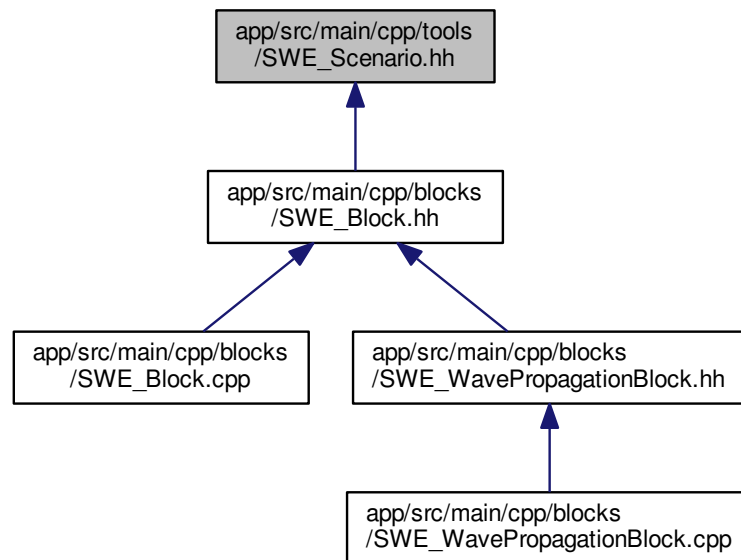 app/src/main/cpp/tools
/SWE_Scenario.hh
app/src/main/cpp/blocks
/SWE_Block.hh
app/src/main/cpp/blocks
/SWE_Block.cpp
app/src/main/cpp/blocks
/SWE_WavePropagationBlock.hh
app/src/main/cpp/blocks
/SWE_WavePropagationBlock.cpp